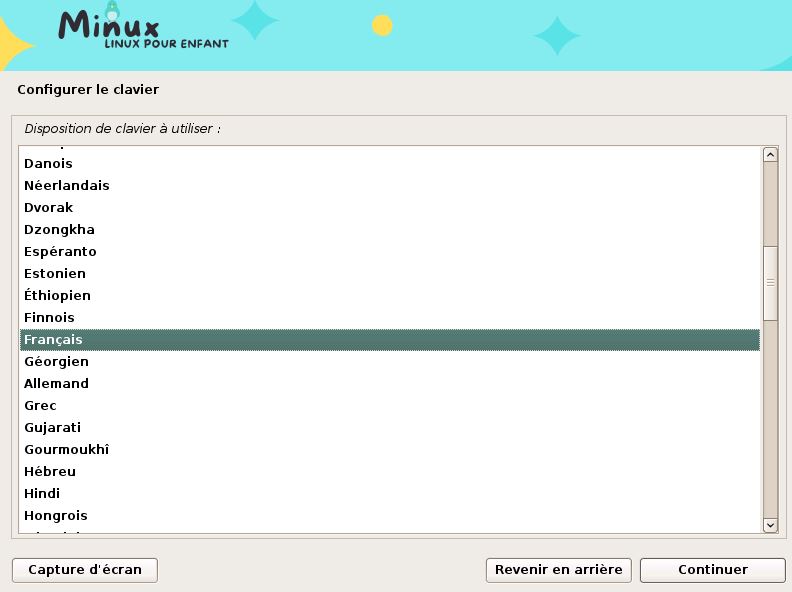 Minux
LINUX POUR ENFANT
Configurer le clavier
Disposition de clavier à utiliser :
Danois
Néerlandais
Dvorak
Dzongkha
Espéranto
Estonien
Éthiopien
Finnois
Français
Géorgien
Allemand
Grec
Gujarati
Gourmoukhî
Hébreu
Hindi
Hongrois
Capture d'écran
Revenir en arrière
Continuer